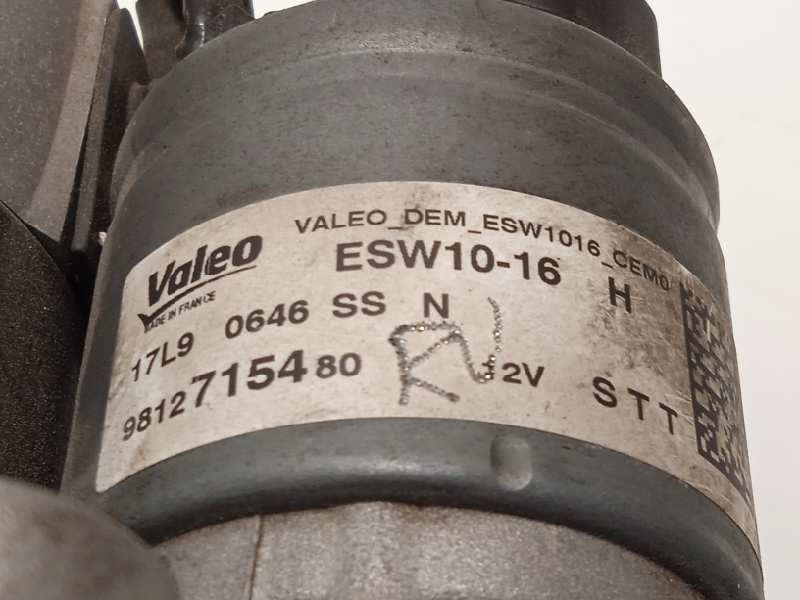 VALEO_DEM_ESW1016_CEM0
Valeo ESW10-16 H
MADE IN FRANCE
17L9 0646 SS N
9812715480 12V STT